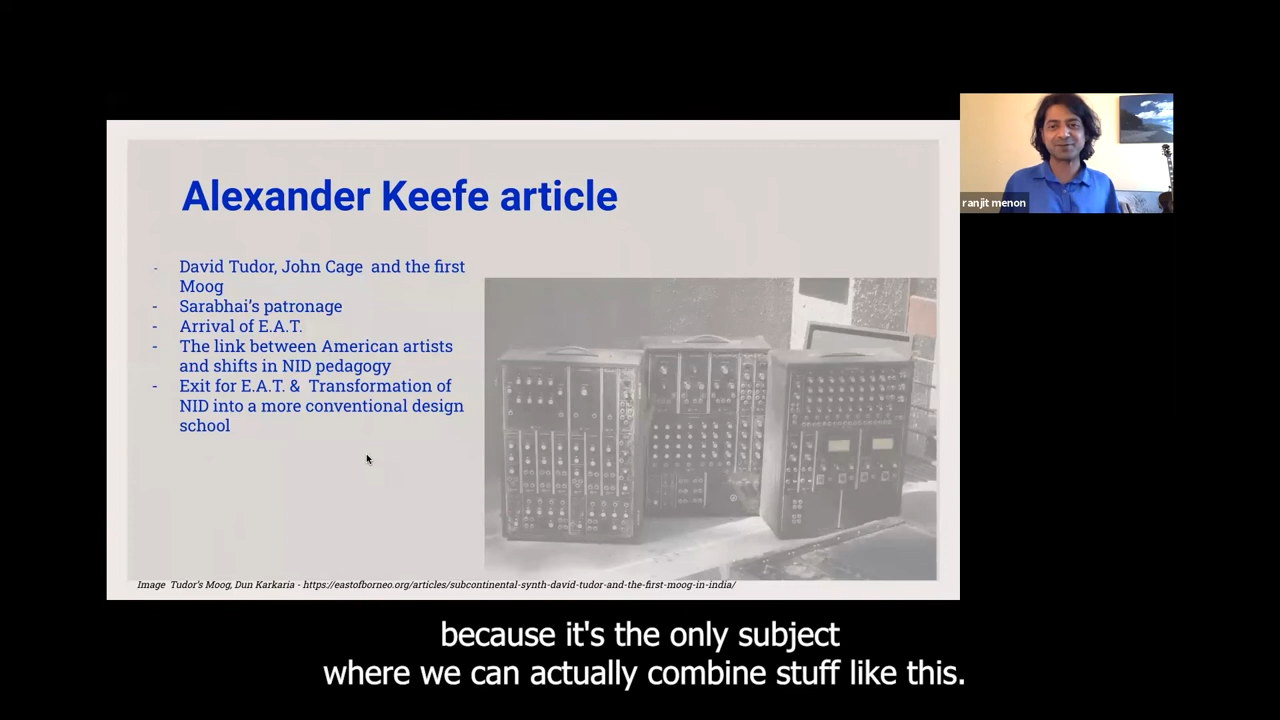 Alexander Keefe article
- David Tudor, John Cage and the first
Moog
- Sarabhai's patronage
- Arrival of E.A.T.
- The link between American artists
and shifts in NID pedagogy
- Exit for E.A.T. & Transformation of
NID into a more conventional design
school
ranjit menon
Image Tudor's Moog, Dun Karkaria - https://eastofborneo.org/articles/subcontinental-synth-david-tudor-and-the-first-moog-in-india/
because it's the only subject
where we can actually combine stuff like this.